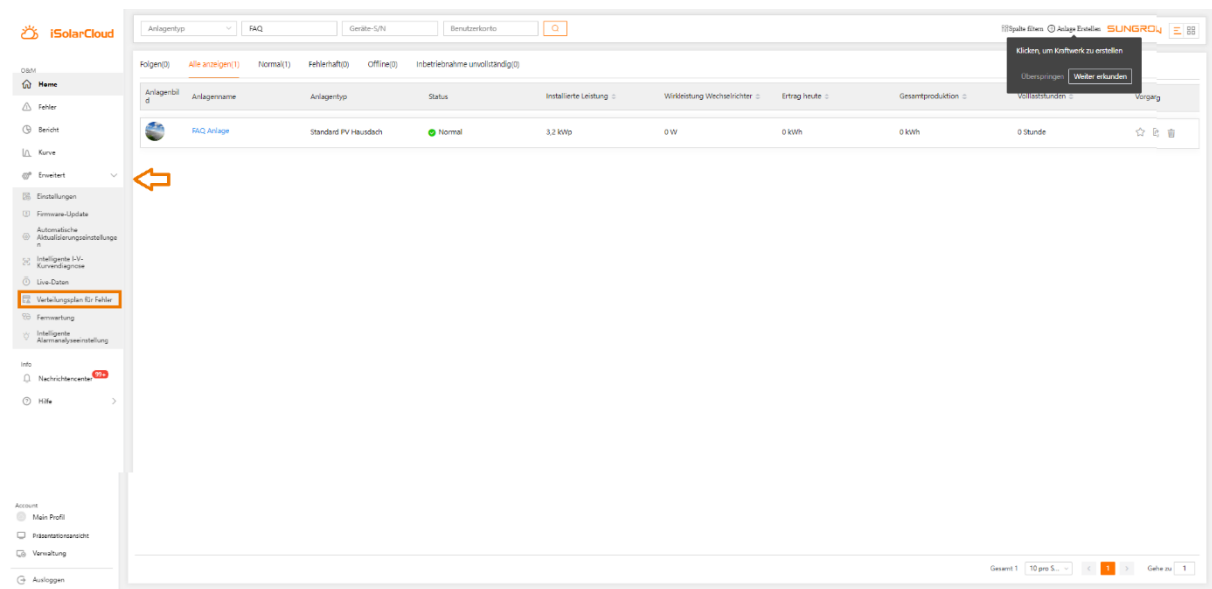 iSolarCloud
Anlagentyp
FAQ
Geräte-S/N
Benutzerkonto
Spalte filtern
Anlage Erstellen
SUNGRO
Klicken, um Kraftwerk zu erstellen
Überspringen
Weiter erkunden
Folgen(0)
Alle anzeigen(1)
Normal(1)
Fehlerhaft(0)
Offline(0)
Inbetriebnahme unvollständig(0)
Anlagenbil
d
Anlagenname
Anlagentyp
Status
Installierte Leistung
Wirkleistung Wechselrichter
Ertrag heute
Gesamtproduktion
Volllaststunden
Vorgang
FAQ Anlage
Standard PV Hausdach
Normal
3,2 kWp
0 W
0 kWh
0 kWh
0 Stunde
O&M
Home
Fehler
Bericht
Kurve
Erweitert
Einstellungen
Firmware-Update
Automatische
Aktualisierungseinstellunge
n
Intelligente I-V-
Kurvendiagnose
Live-Daten
Verteilungsplan für Fehler
Fernwartung
Intelligente
Alarmanalyseeinstellung
Info
Nachrichtencenter
99+
Hilfe
Account
Mein Profil
Präsentationsansicht
Verwaltung
Ausloggen
Gesamt 1
10 pro S...
1
Gehe zu
1